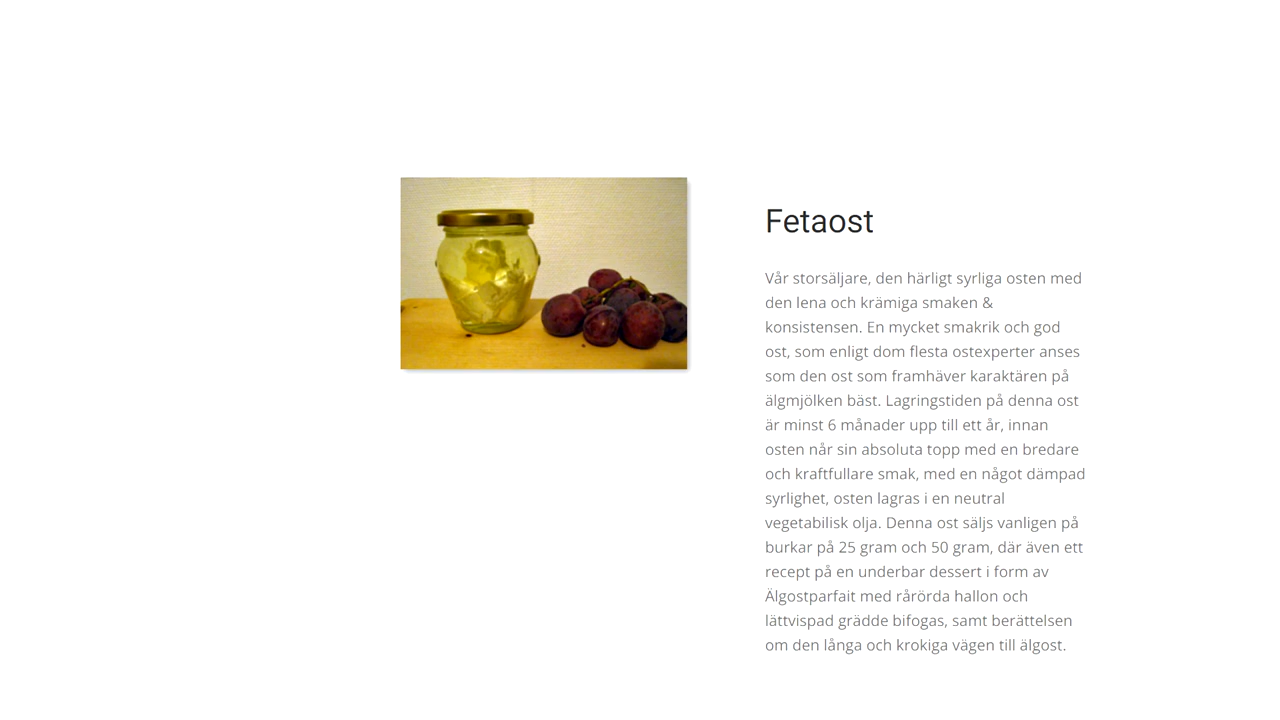 Fetaost
Vår storsäljare, den härligt syrliga osten med
den lena och krämiga smaken &
konsistensen. En mycket smakrik och god
ost, som enligt dom flesta ostexperter anses
som den ost som framhäver karaktären på
älgmjölken bäst. Lagringstiden på denna ost
är minst 6 månader upp till ett år, innan
osten når sin absoluta topp med en bredare
och kraftfullare smak, med en något dämpad
syrlighet, osten lagras i en neutral
vegetabilisk olja. Denna ost säljs vanligen på
burkar på 25 gram och 50 gram, där även ett
recept på en underbar dessert i form av
Älgostparfait med rårörda hallon och
lättvispad grädde bifogas, samt berättelsen
om den långa och krokiga vägen till älgost.